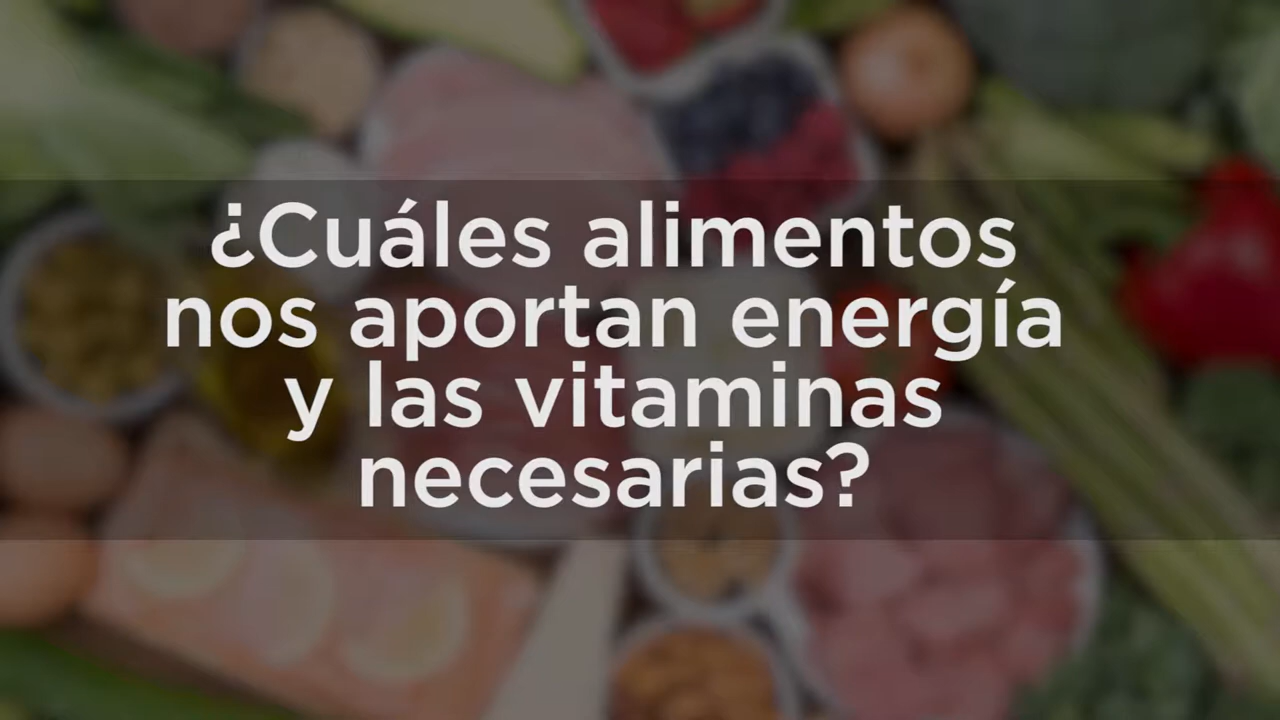 ¿Cuáles alimentos
nos aportan energía
y las vitaminas
necesarias?